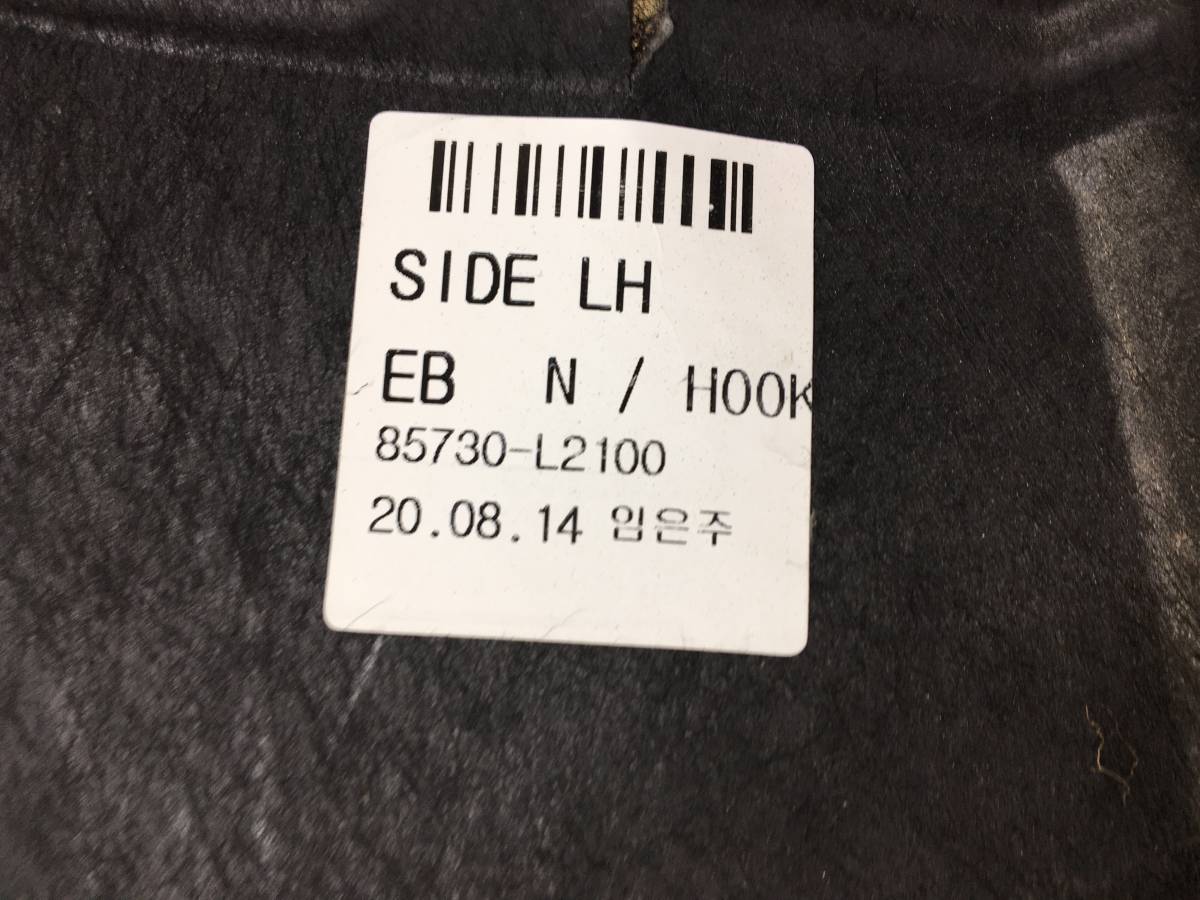 SIDE LH
EB N / HOOK
85730-L2100
20.08.14 임은주